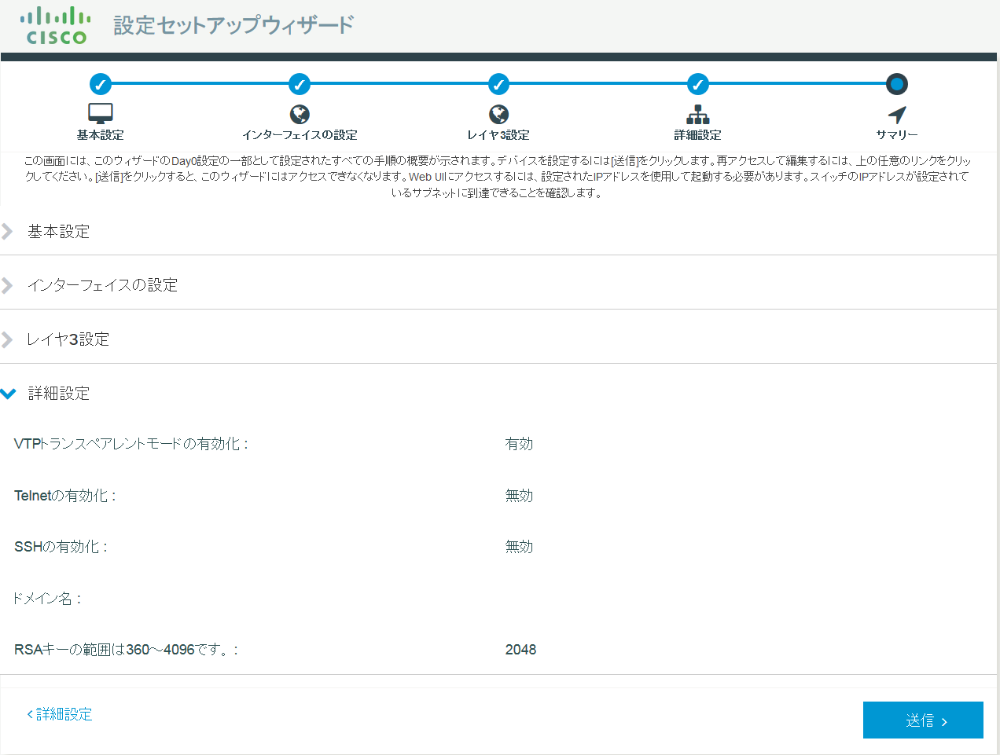 CISCO
設定セットアップウィザード
基本設定
インターフェイスの設定
レイヤ3設定
詳細設定
サマリー
この画面には、このウィザードのDay0設定の一部として設定されたすべての手順の概要が示されます。デバイスを設定するには[送信]をクリックします。再アクセスして編集するには、上の任意のリンクをクリッ
クしてください。[送信]をクリックすると、このウィザードにはアクセスできなくなります。Web UIにアクセスするには、設定されたIPアドレスを使用して起動する必要があります。スイッチのIPアドレスが設定されて
いるサブネットに到達できることを確認します。
基本設定
インターフェイスの設定
レイヤ3設定
詳細設定
VTPトランスペアレントモードの有効化： 有効
Telnetの有効化： 無効
SSHの有効化： 無効
ドメイン名：
RSAキーの範囲は360～4096です。： 2048
詳細設定
送信